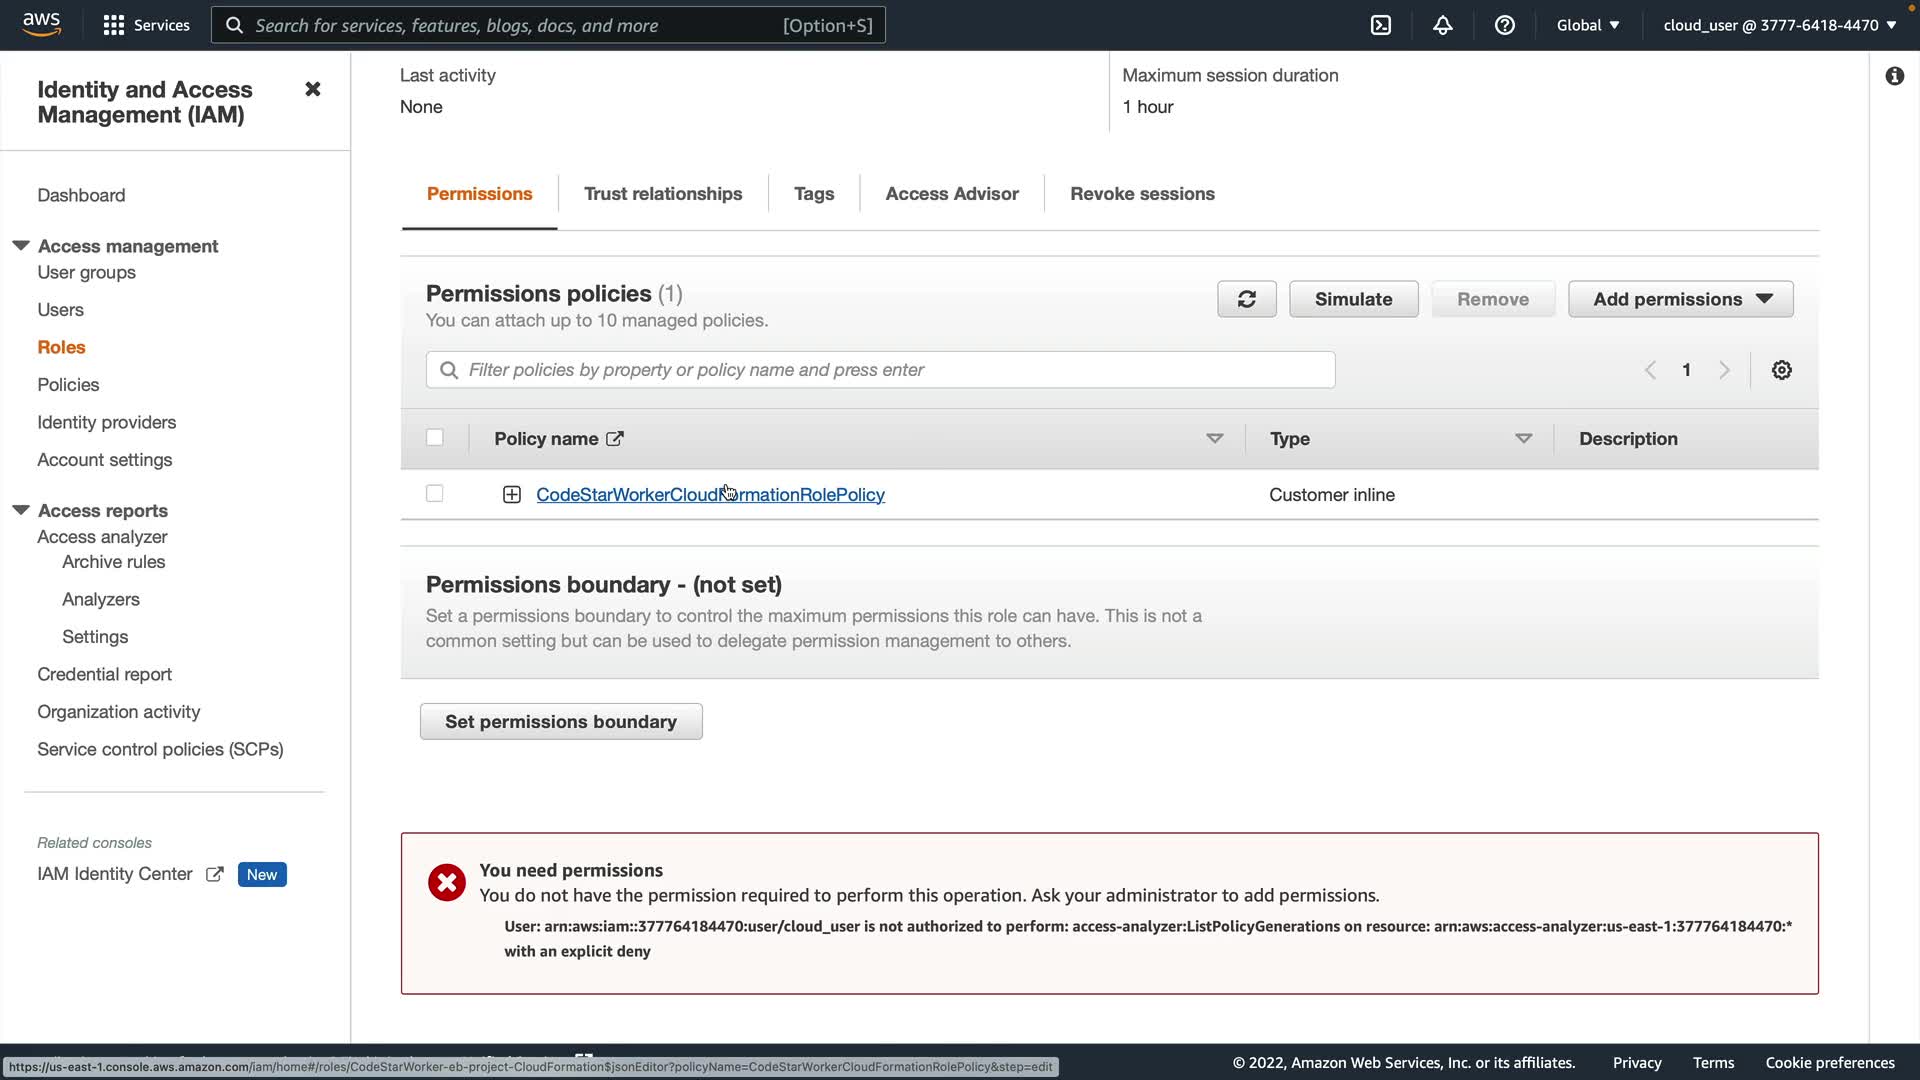 aws
Services
Search for services, features, blogs, docs, and more
[Option+S]
Global
cloud_user @ 3777-6418-4470
Identity and Access
Management (IAM)
Dashboard
Access management
User groups
Users
Roles
Policies
Identity providers
Account settings
Access reports
Access analyzer
Archive rules
Analyzers
Settings
Credential report
Organization activity
Service control policies (SCPs)
Related consoles
IAM Identity Center
New
Last activity
None
Maximum session duration
1 hour
Permissions
Trust relationships
Tags
Access Advisor
Revoke sessions
Permissions policies (1)
You can attach up to 10 managed policies.
Simulate
Remove
Add permissions
Filter policies by property or policy name and press enter
1
Policy name
Type
Description
CodeStarWorkerCloudFormationRolePolicy
Customer inline
Permissions boundary - (not set)
Set a permissions boundary to control the maximum permissions this role can have. This is not a
common setting but can be used to delegate permission management to others.
Set permissions boundary
You need permissions
You do not have the permission required to perform this operation. Ask your administrator to add permissions.
User: arn:aws:iam::377764184470:user/cloud_user is not authorized to perform: access-analyzer:ListPolicyGenerations on resource: arn:aws:access-analyzer:us-east-1:377764184470:*
with an explicit deny
https://us-east-1.console.aws.amazon.com/iam/home#/roles/CodeStarWorker-eb-project-CloudFormation$jsonEditor?policyName=CodeStarWorkerCloudFormationRolePolicy&step=edit
© 2022, Amazon Web Services, Inc. or its affiliates.
Privacy
Terms
Cookie preferences